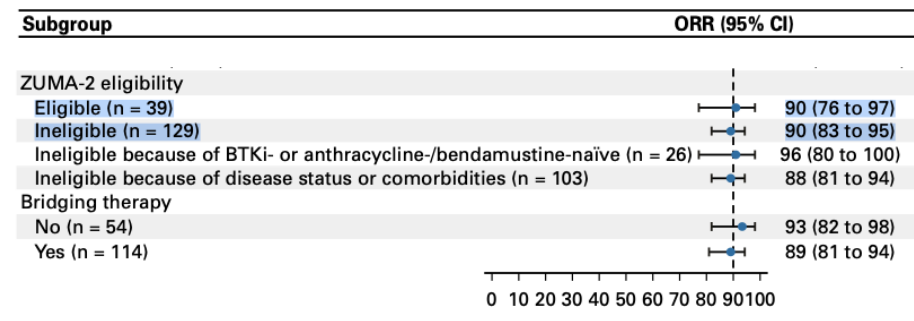 Subgroup ORR (95% CI)
ZUMA-2 eligibility
Eligible (n = 39) 90 (76 to 97)
Ineligible (n = 129) 90 (83 to 95)
Ineligible because of BTKi- or anthracycline-/bendamustine-naïve (n = 26) 96 (80 to 100)
Ineligible because of disease status or comorbidities (n = 103) 88 (81 to 94)
Bridging therapy
No (n = 54) 93 (82 to 98)
Yes (n = 114) 89 (81 to 94)
0 10 20 30 40 50 60 70 80 90 100